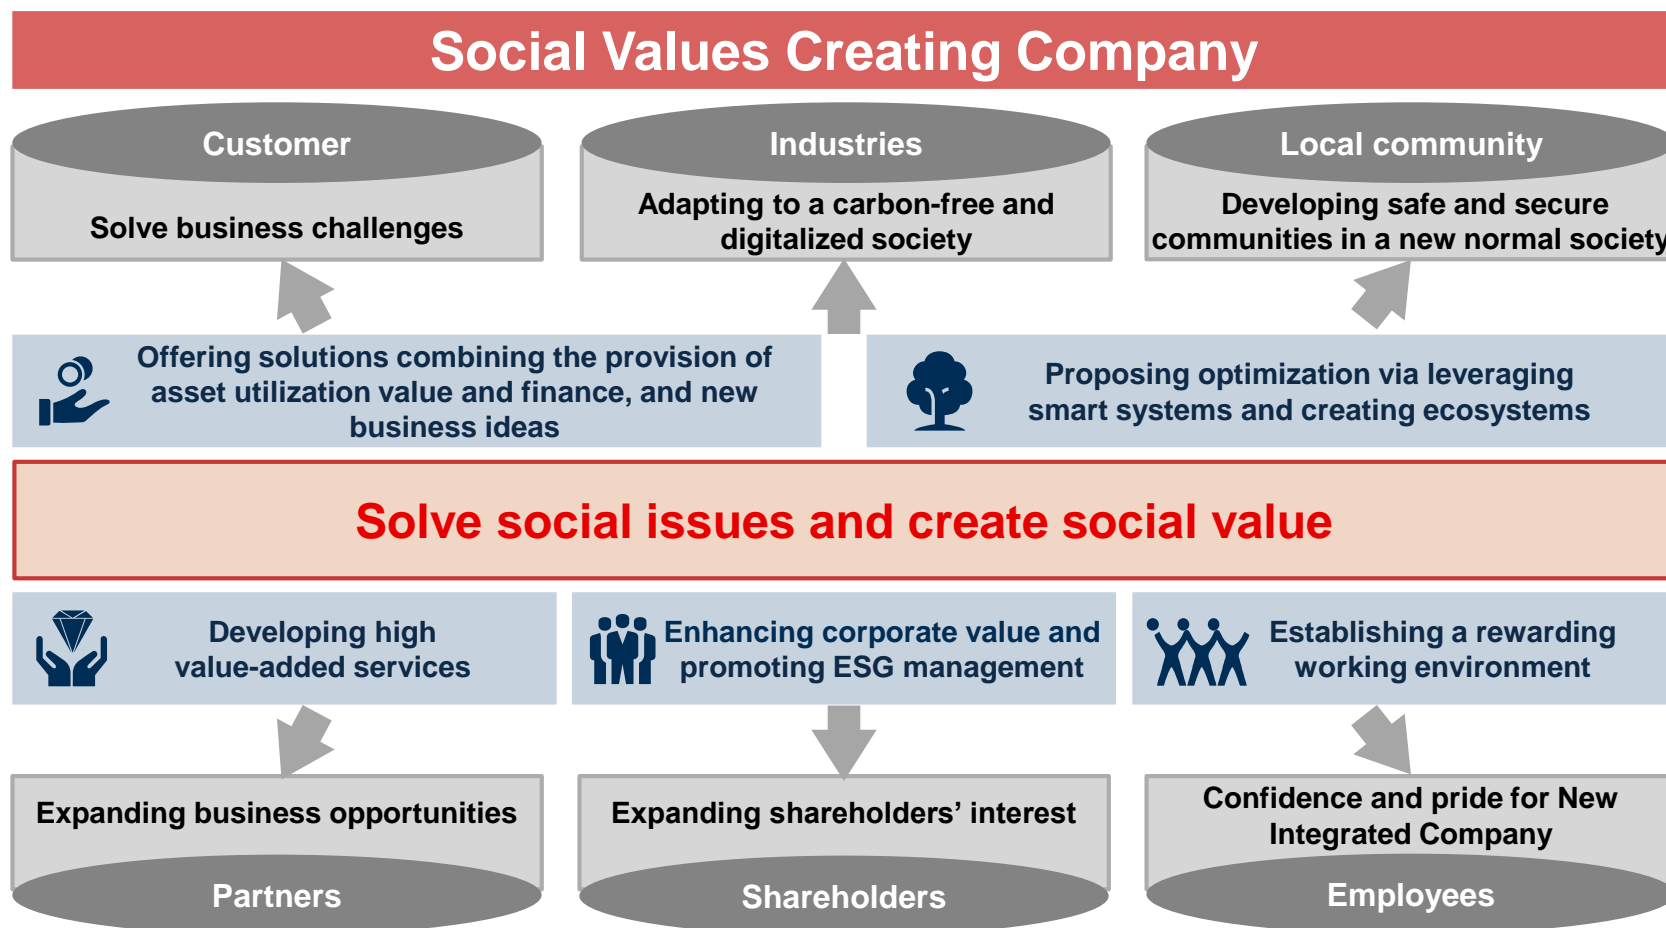 Social Values Creating Company
Customer
Solve business challenges
Industries
Adapting to a carbon-free and
digitalized society
Local community
Developing safe and secure
communities in a new normal society
Offering solutions combining the provision of
asset utilization value and finance, and new
business ideas
Proposing optimization via leveraging
smart systems and creating ecosystems
Solve social issues and create social value
Developing high
value-added services
Enhancing corporate value and
promoting ESG management
Establishing a rewarding
working environment
Expanding business opportunities
Partners
Expanding shareholders’ interest
Shareholders
Confidence and pride for New
Integrated Company
Employees